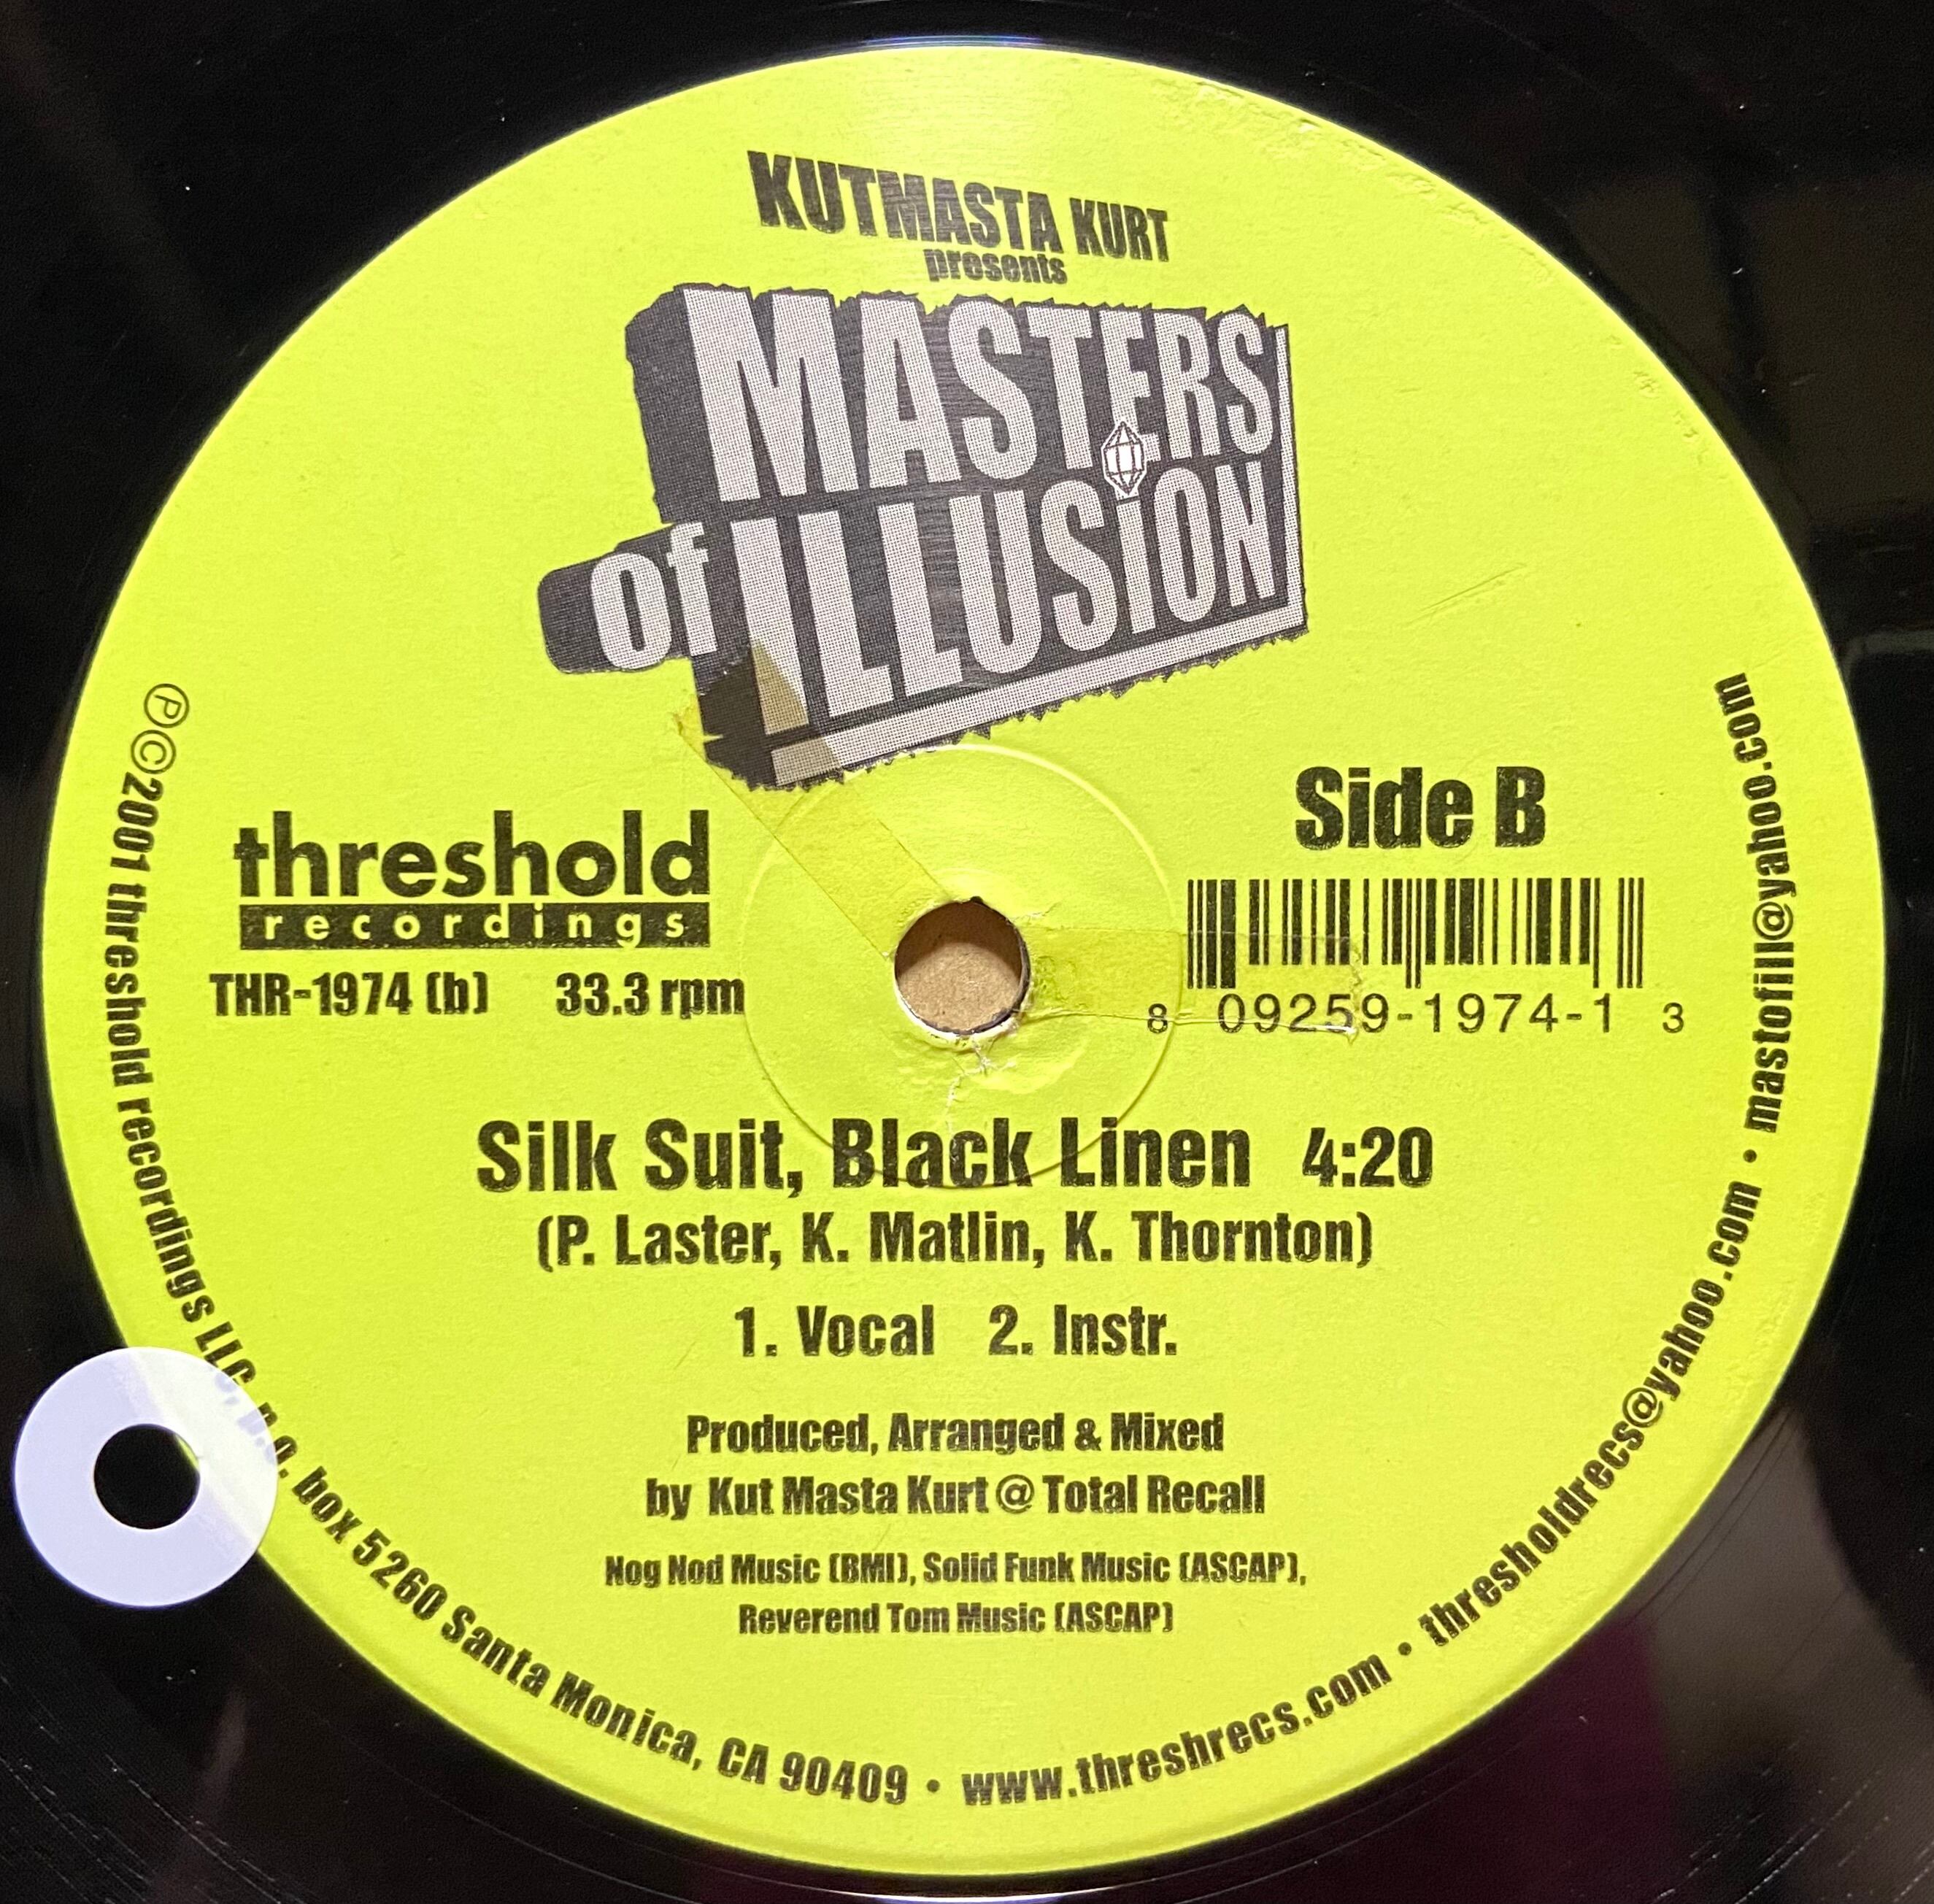 KUTMASTA KURT
presents
MASTERS
of ILLUSION
Side B
threshold
recordings
THR-1974 (b) 33.3 rpm
8 09259-1974-1 3
Silk Suit, Black Linen 4:20
(P. Laster, K. Matlin, K. Thornton)
1. Vocal 2. Instr.
Produced, Arranged & Mixed
by Kut Masta Kurt @ Total Recall
Nog Nod Music (BMI), Solid Funk Music (ASCAP),
Reverend Tom Music (ASCAP)
ⓅⒸ2001 threshold recordings LLC, p.o. box 5260 Santa Monica, CA 90409 • www.threshrecs.com • thresholdrecs@yahoo.com • mastofill@yahoo.com